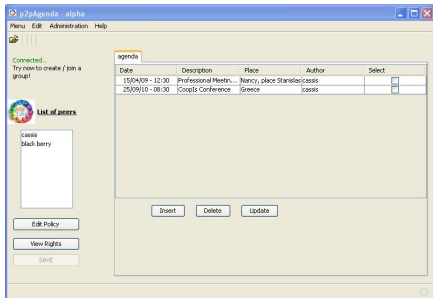 p2pAgenda - alpha
Menu Edit Administration Help
Connected...
Try now to create / join a
group!
List of peers
cassis
black berry
Edit Policy
View Rights
SAVE
agenda
Date Description Place Author Select
15/04/09 - 12:30 Professional Meetin... Nancy, place Stanislas cassis
25/09/10 - 08:30 CoopIs Conference Greece cassis
Insert Delete Update